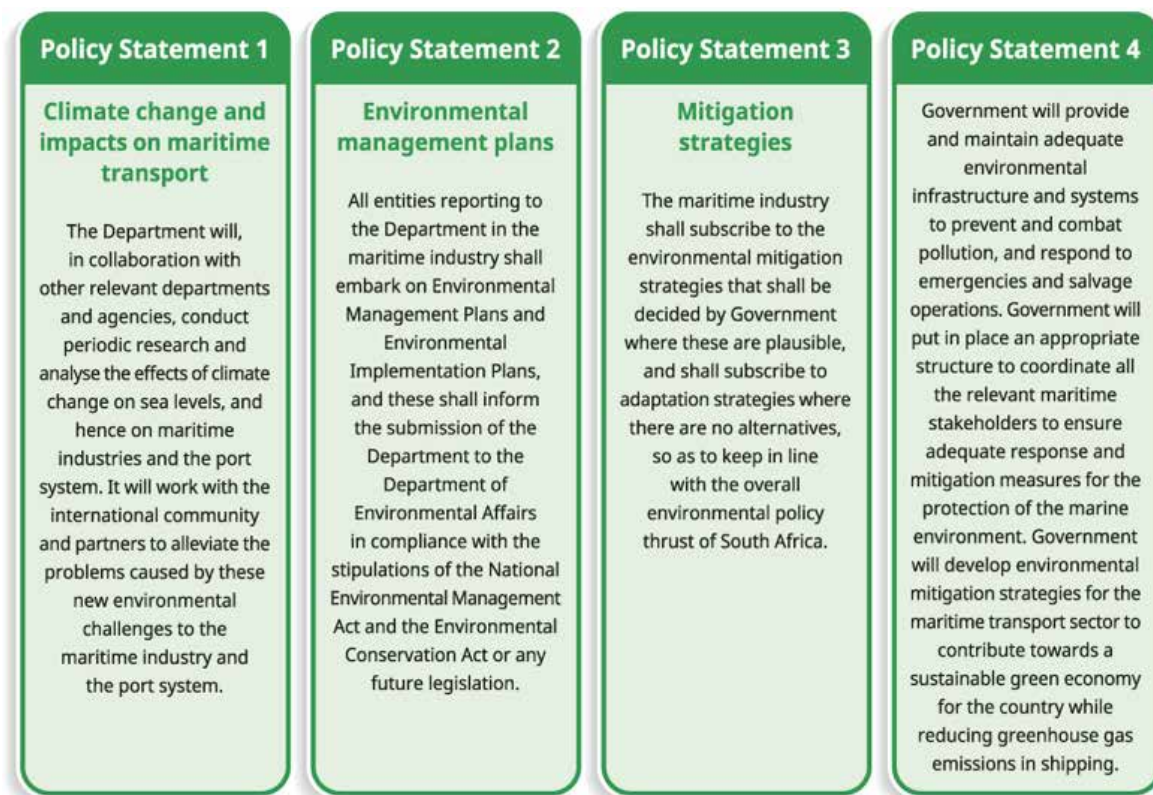 Policy Statement 1
Climate change and
impacts on maritime
transport
The Department will,
in collaboration with
other relevant departments
and agencies, conduct
periodic research and
analyse the effects of climate
change on sea levels, and
hence on maritime
industries and the port
system. It will work with the
international community
and partners to alleviate the
problems caused by these
new environmental
challenges to the
maritime industry and
the port system.
Policy Statement 2
Environmental
management plans
All entities reporting to
the Department in the
maritime industry shall
embark on Environmental
Management Plans and
Environmental
Implementation Plans,
and these shall inform
the submission of the
Department to the
Department of
Environmental Affairs
in compliance with the
stipulations of the National
Environmental Management
Act and the Environmental
Conservation Act or any
future legislation.
Policy Statement 3
Mitigation
strategies
The maritime industry
shall subscribe to the
environmental mitigation
strategies that shall be
decided by Government
where these are plausible,
and shall subscribe to
adaptation strategies where
there are no alternatives,
so as to keep in line
with the overall
environmental policy
thrust of South Africa.
Policy Statement 4
Government will provide
and maintain adequate
environmental
infrastructure and systems
to prevent and combat
pollution, and respond to
emergencies and salvage
operations. Government will
put in place an appropriate
structure to coordinate all
the relevant maritime
stakeholders to ensure
adequate response and
mitigation measures for the
protection of the marine
environment. Government
will develop environmental
mitigation strategies for the
maritime transport sector to
contribute towards a
sustainable green economy
for the country while
reducing greenhouse gas
emissions in shipping.